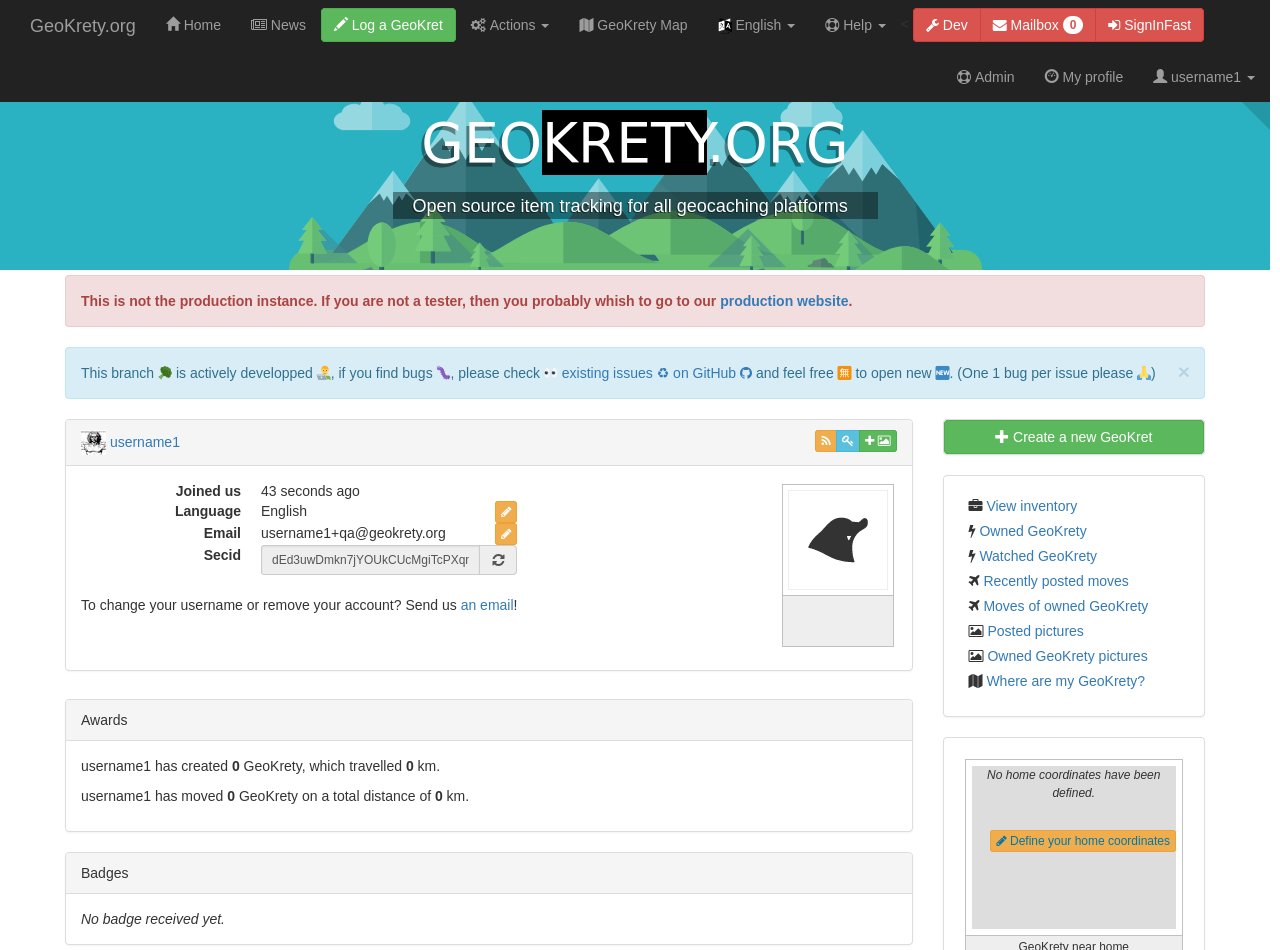 GeoKrety.org Home News Log a GeoKret Actions GeoKrety Map English Help < Dev Mailbox 0 SignInFast
Admin My profile username1
GEOKRETY.ORG
Open source item tracking for all geocaching platforms
This is not the production instance. If you are not a tester, then you probably whish to go to our production website.
This branch 🥦 is actively developped 👨‍🔬, if you find bugs 🐛, please check 👀 existing issues ♻ on GitHub and feel free 🈚 to open new 🆕. (One 1 bug per issue please 🙏) ×
username1
Joined us 43 seconds ago
Language English
Email username1+qa@geokrety.org
Secid dEd3uwDmkn7jYOUkCUcMgiTcPXqr
To change your username or remove your account? Send us an email!
Awards
username1 has created 0 GeoKrety, which travelled 0 km.
username1 has moved 0 GeoKrety on a total distance of 0 km.
Badges
No badge received yet.
Create a new GeoKret
View inventory
Owned GeoKrety
Watched GeoKrety
Recently posted moves
Moves of owned GeoKrety
Posted pictures
Owned GeoKrety pictures
Where are my GeoKrety?
No home coordinates have been
defined.
Define your home coordinates
GeoKrety near home